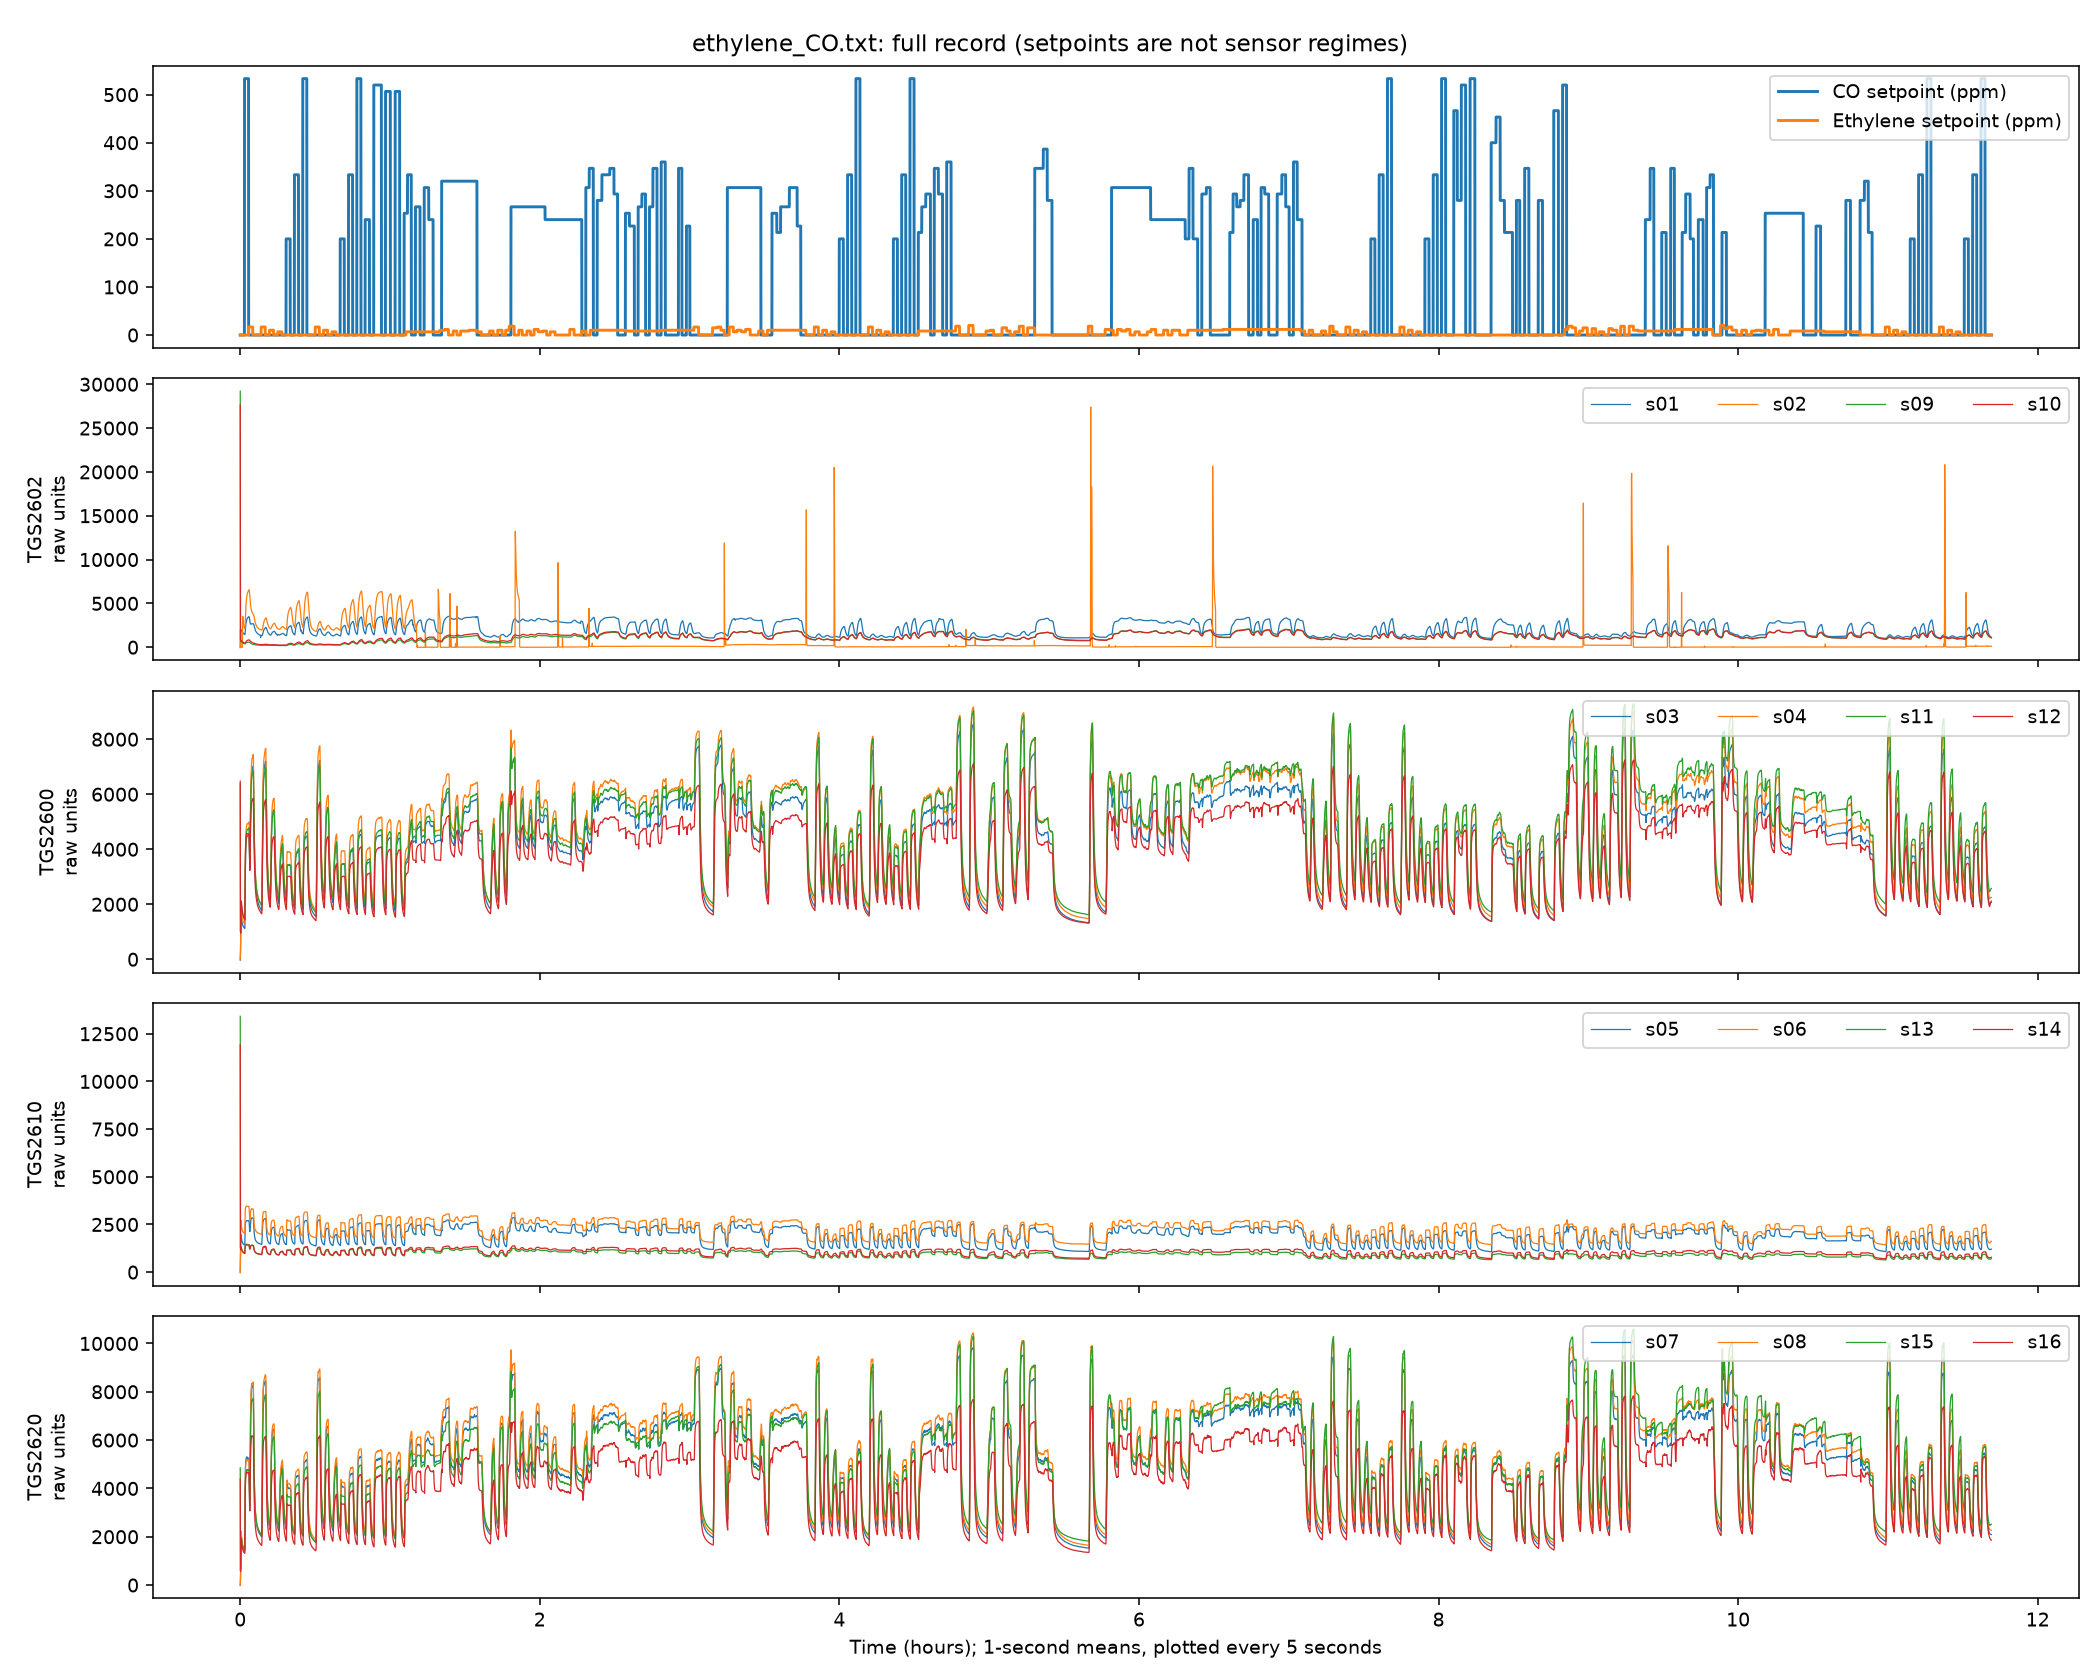 ethylene_CO.txt: full record (setpoints are not sensor regimes)
500
400
300
200
100
0
CO setpoint (ppm)
Ethylene setpoint (ppm)
TGS2602
raw units
30000
25000
20000
15000
10000
5000
0
s01 s02 s09 s10
TGS2600
raw units
8000
6000
4000
2000
0
s03 s04 s11 s12
TGS2610
raw units
12500
10000
7500
5000
2500
0
s05 s06 s13 s14
TGS2620
raw units
10000
8000
6000
4000
2000
0
s07 s08 s15 s16
0 2 4 6 8 10 12
Time (hours); 1-second means, plotted every 5 seconds